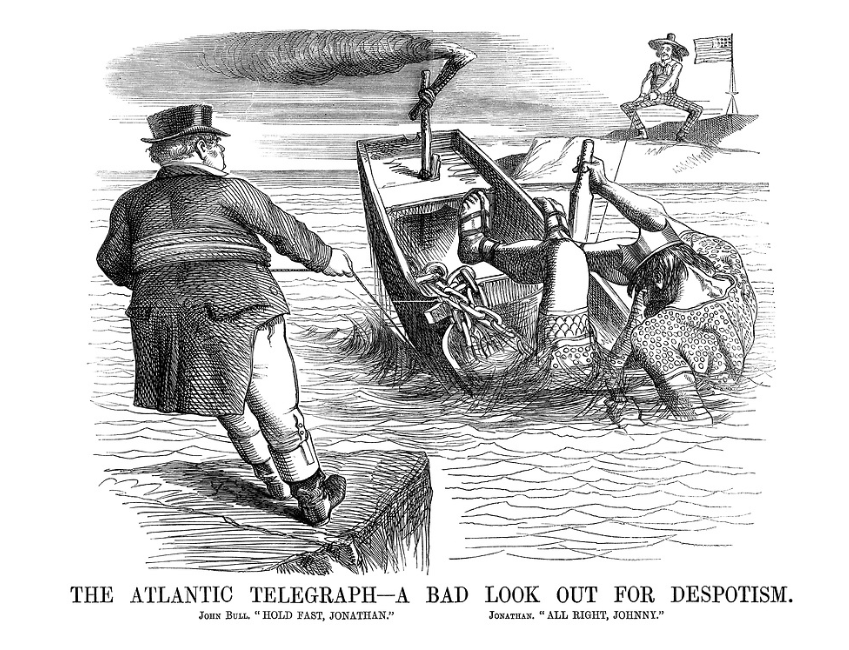 THE ATLANTIC TELEGRAPH—A BAD LOOK OUT FOR DESPOTISM.
John Bull. "HOLD FAST, JONATHAN."
Jonathan. "ALL RIGHT, JOHNNY."